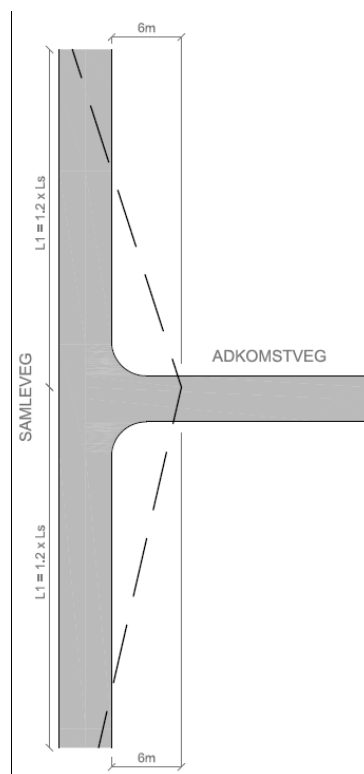 6m
L1 = 1.2 x Ls
ADKOMSTVEG
SAMLEVEG
L1 = 1.2 x Ls
6m